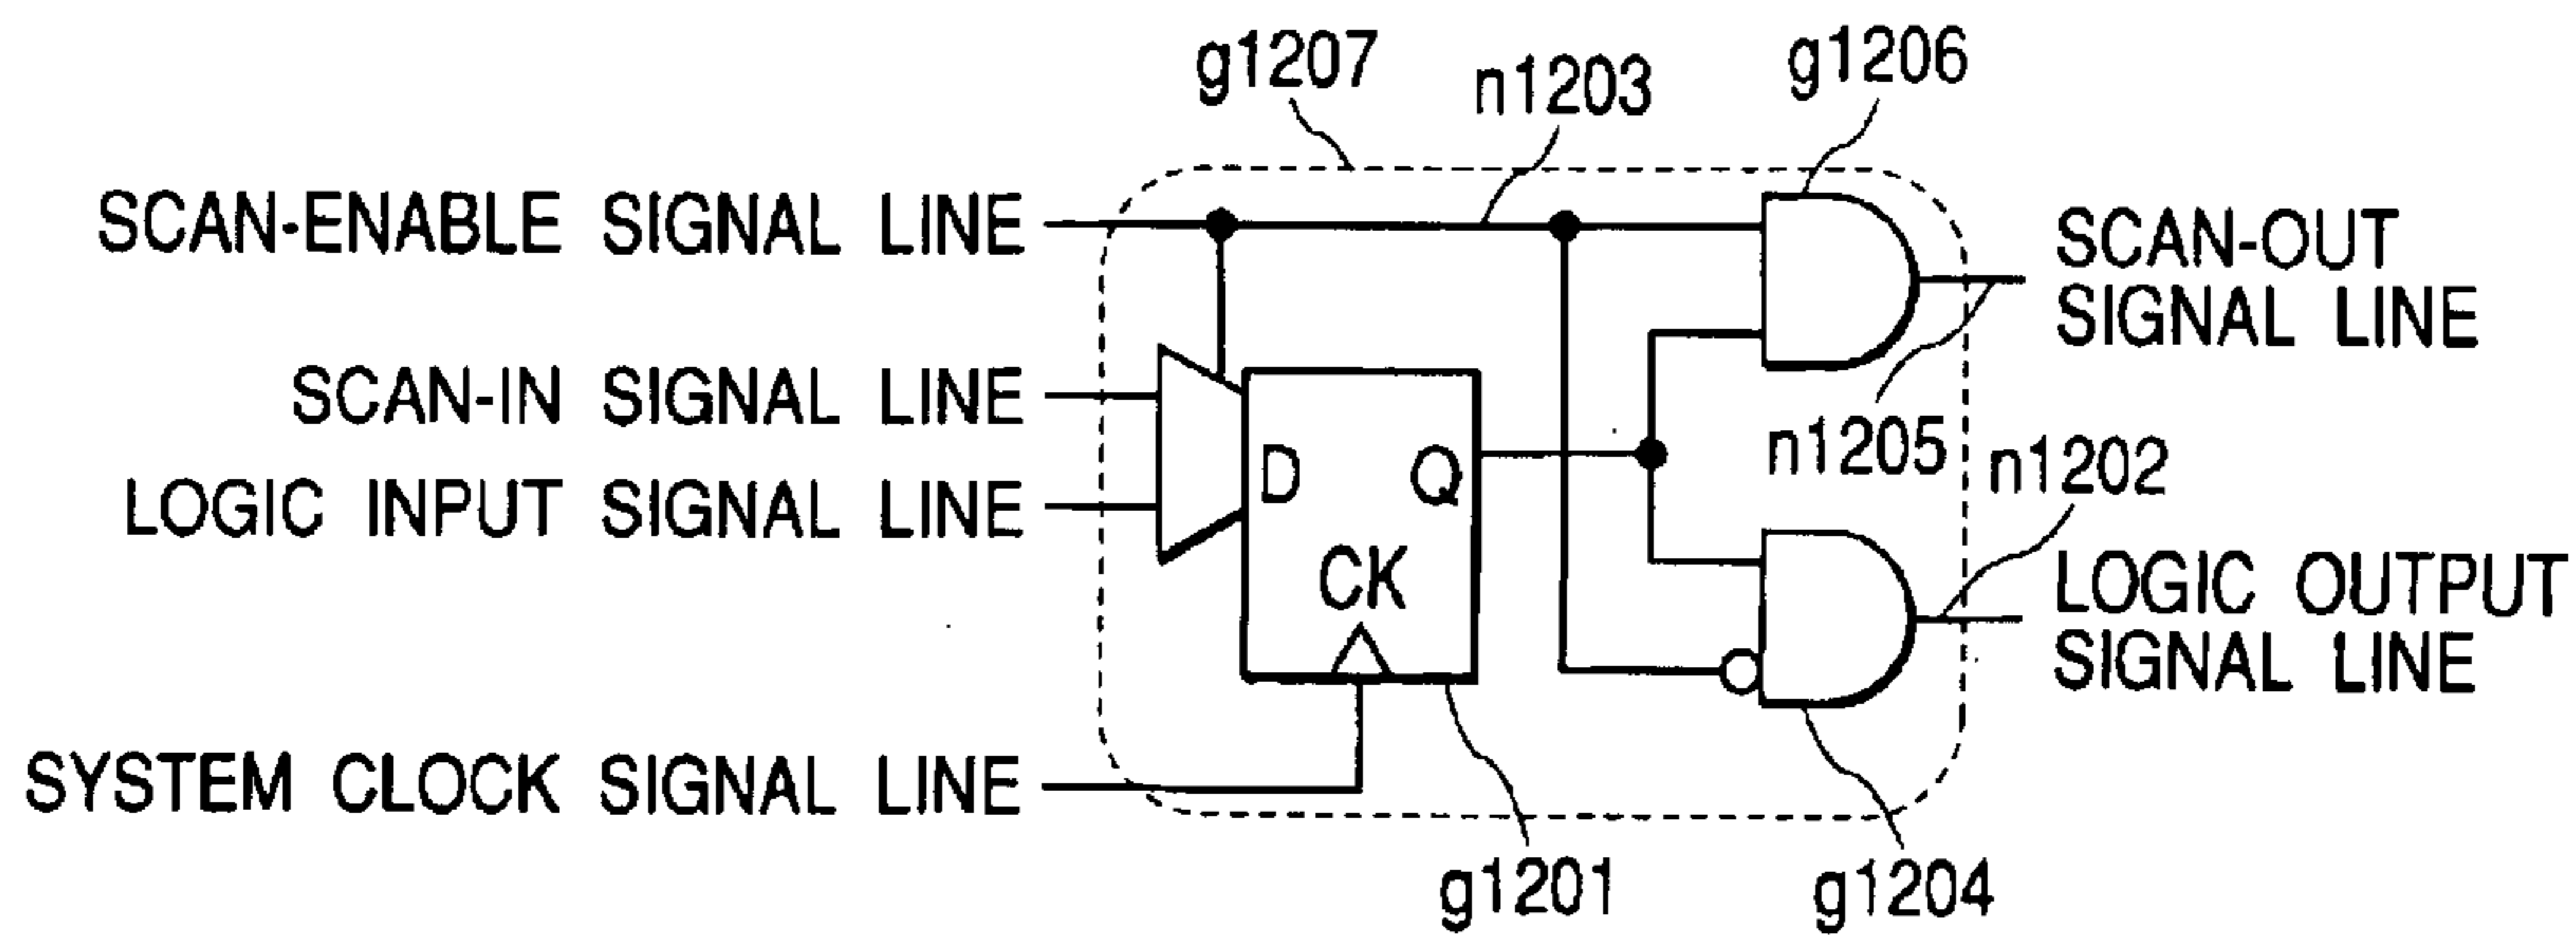 g1207
n1203
g1206
SCAN-ENABLE SIGNAL LINE
SCAN-OUT
SIGNAL LINE
SCAN-IN SIGNAL LINE
LOGIC INPUT SIGNAL LINE
D
Q
CK
n1205
n1202
LOGIC OUTPUT
SIGNAL LINE
SYSTEM CLOCK SIGNAL LINE
g1201
g1204